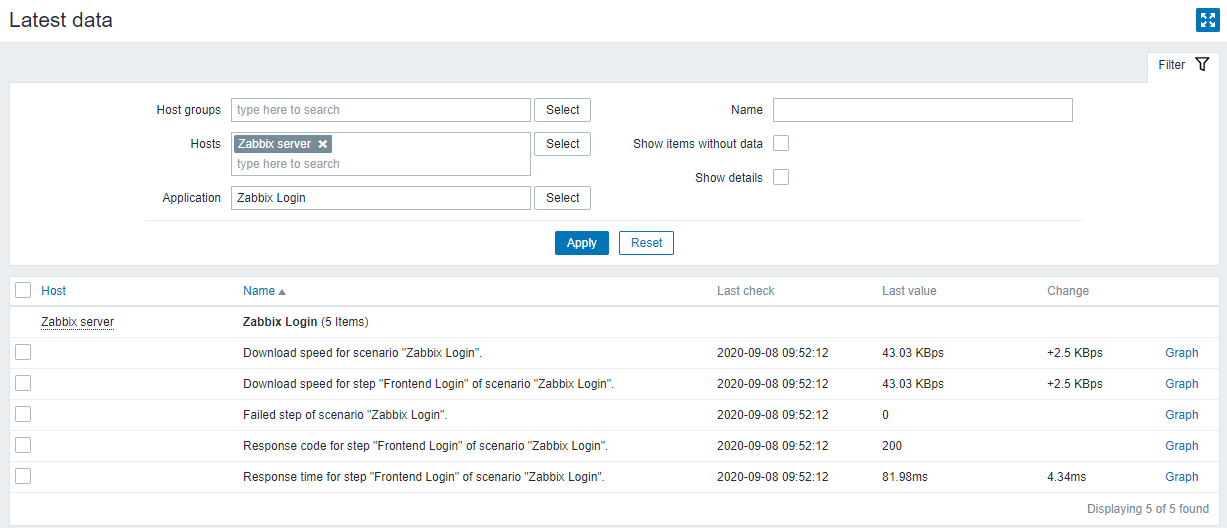 Latest data
Filter
Host groups type here to search Select Name
Hosts Zabbix server × Select Show items without data
type here to search
Show details
Application Zabbix Login Select
Apply Reset
Host Name ▲ Last check Last value Change
Zabbix server Zabbix Login (5 Items)
Download speed for scenario "Zabbix Login". 2020-09-08 09:52:12 43.03 KBps +2.5 KBps Graph
Download speed for step "Frontend Login" of scenario "Zabbix Login". 2020-09-08 09:52:12 43.03 KBps +2.5 KBps Graph
Failed step of scenario "Zabbix Login". 2020-09-08 09:52:12 0 Graph
Response code for step "Frontend Login" of scenario "Zabbix Login". 2020-09-08 09:52:12 200 Graph
Response time for step "Frontend Login" of scenario "Zabbix Login". 2020-09-08 09:52:12 81.98ms 4.34ms Graph
Displaying 5 of 5 found